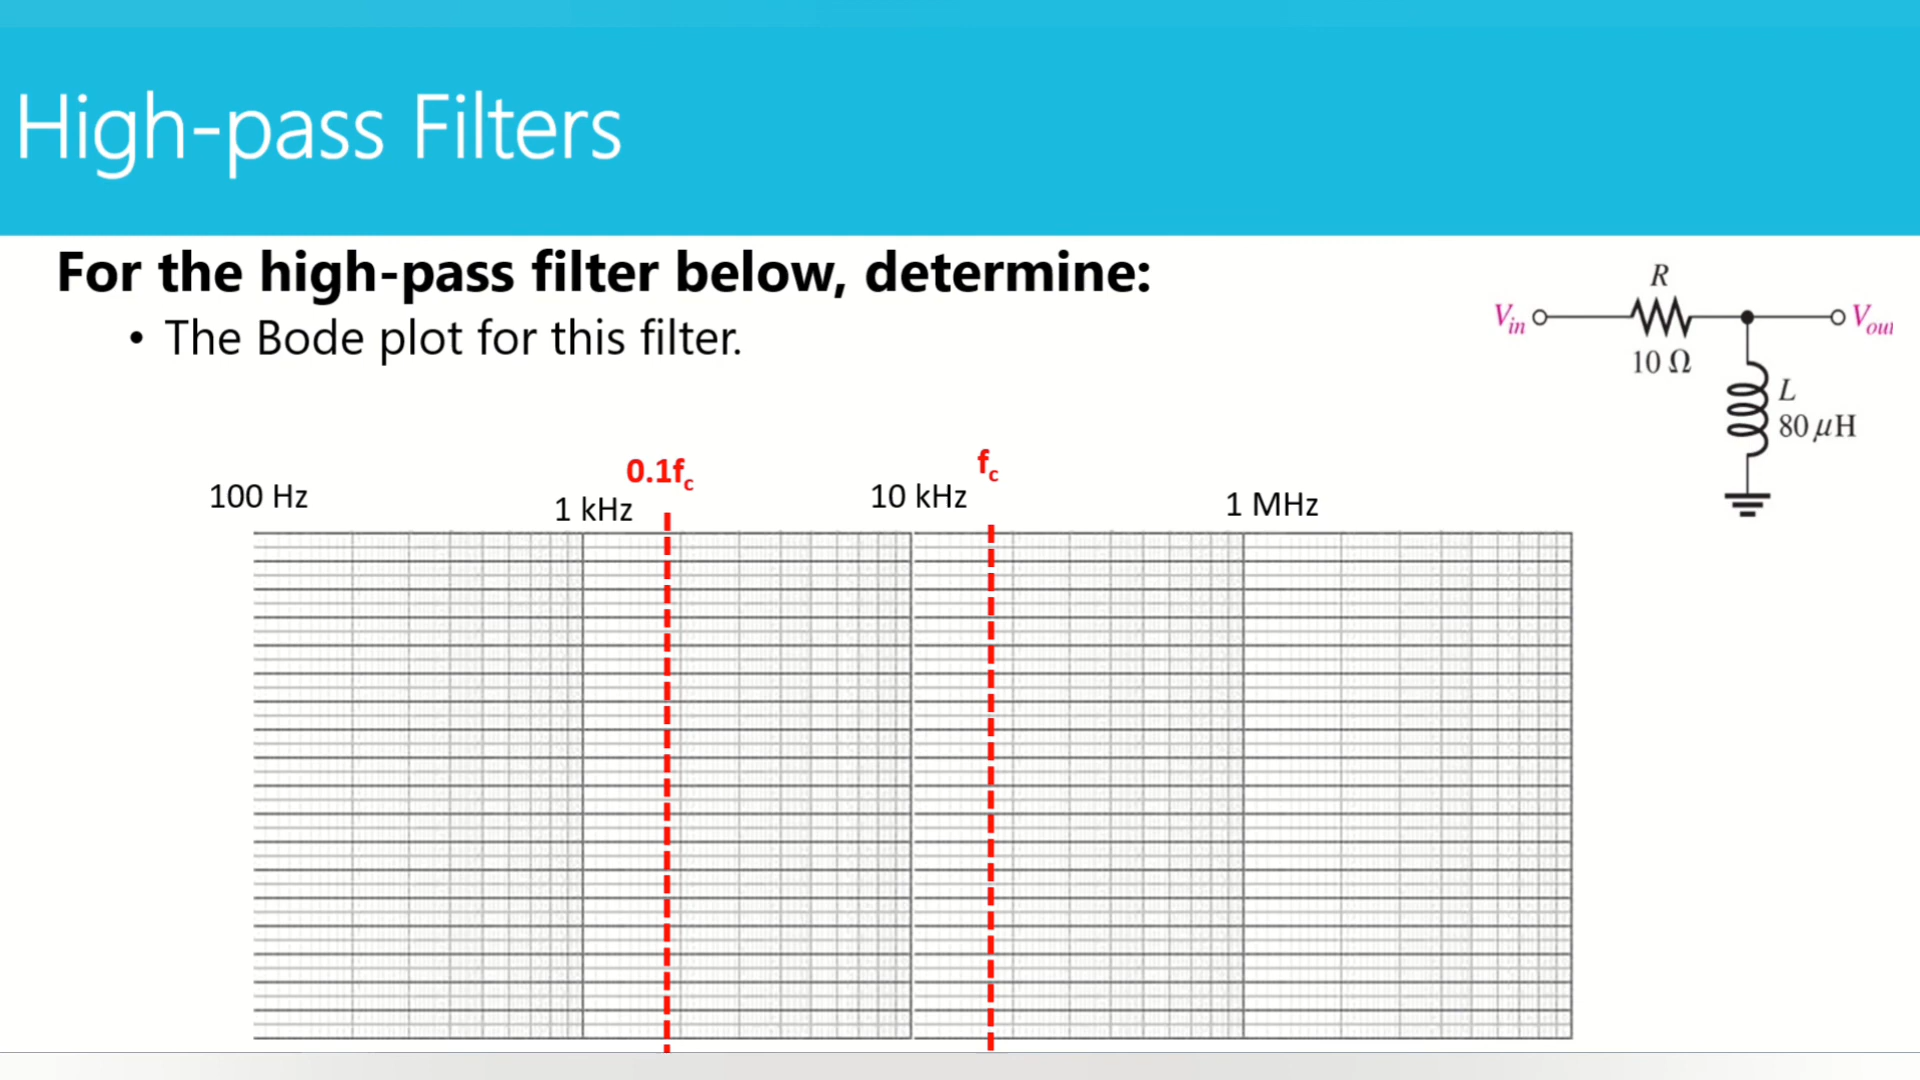 High-pass Filters
For the high-pass filter below, determine:
• The Bode plot for this filter.
R
Vin
Vout
10 Ω
L
80 μH
0.1fc
fc
100 Hz
1 kHz
10 kHz
1 MHz